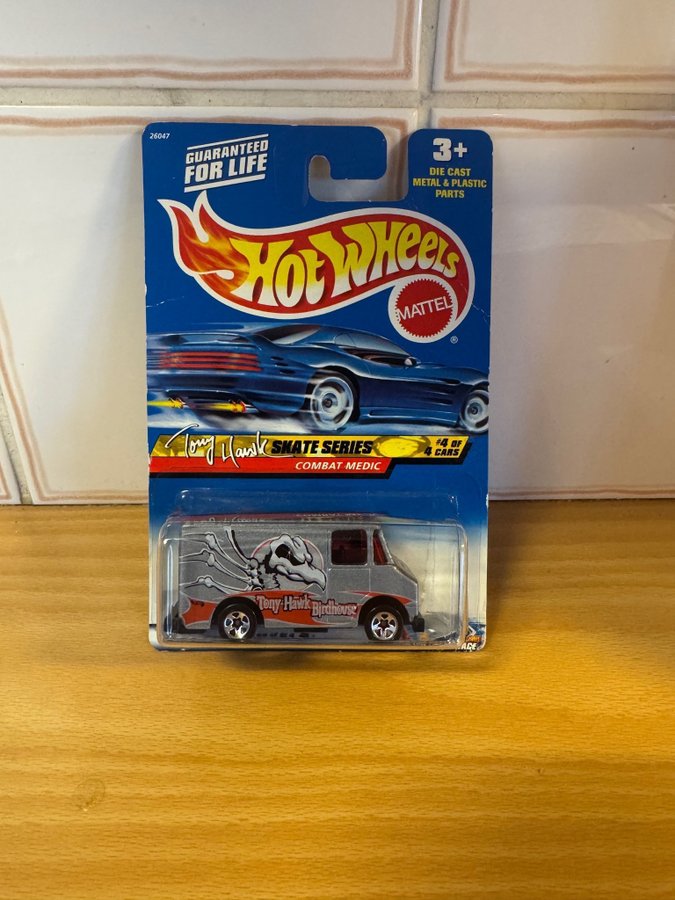 26047
GUARANTEED
FOR LIFE
3+
DIE CAST
METAL & PLASTIC
PARTS
HOT WHEELS
MATTEL
®
Tony Hawk SKATE SERIES
#4 OF
4 CARS
COMBAT MEDIC
Tony Hawk Birdhouse